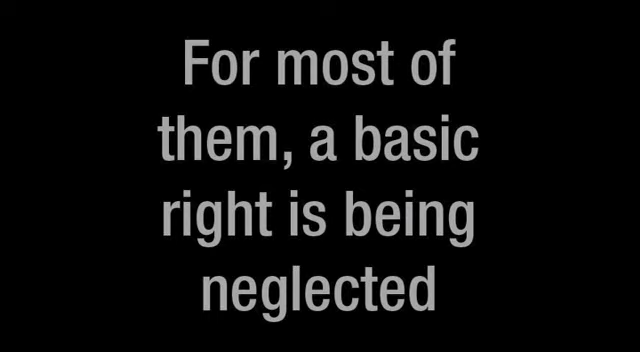 For most of
them, a basic
right is being
neglected